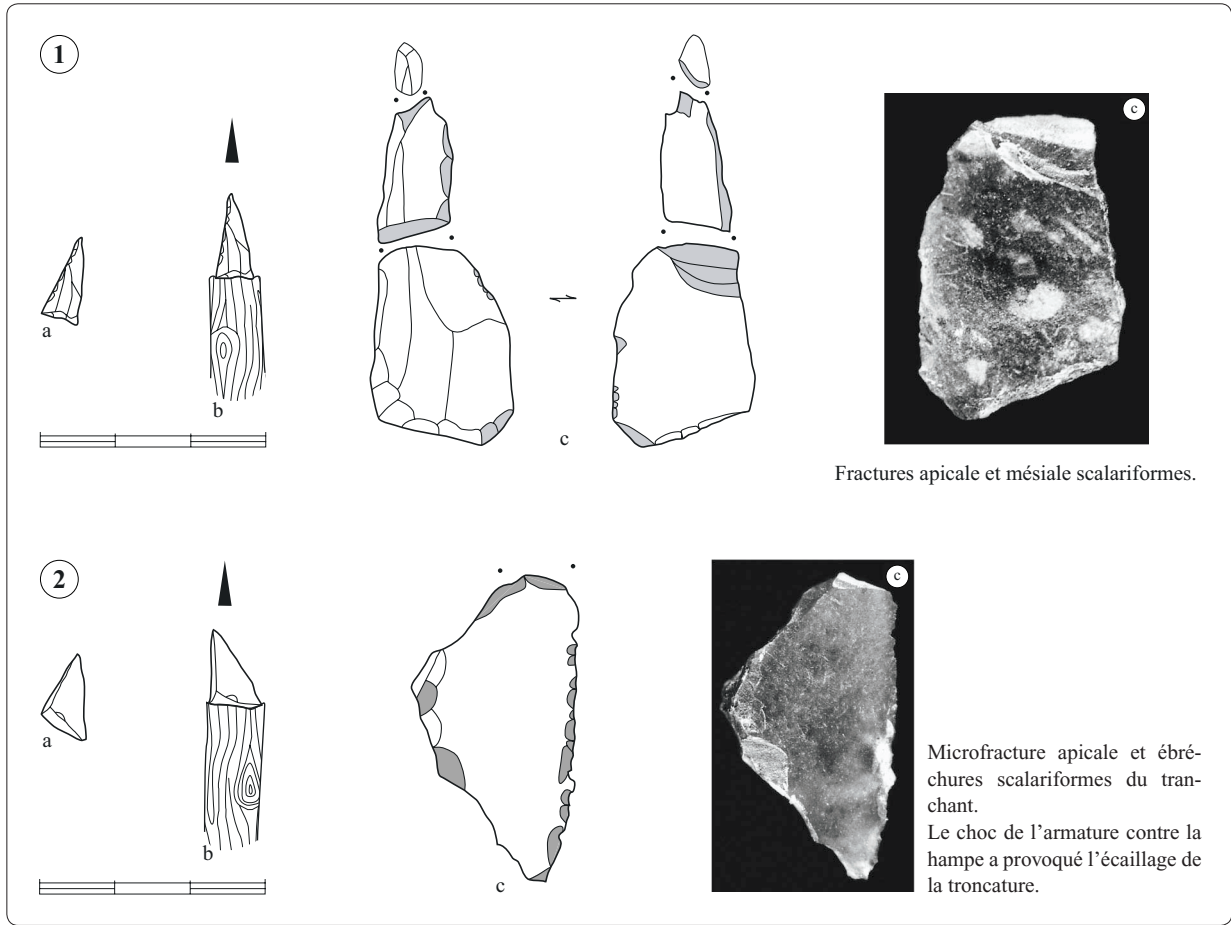 1
a
b
c
c
Fractures apicale et mésiale scalariformes.
2
a
b
c
c
Microfracture apicale et ébré-
chures scalariformes du tran-
chant.
Le choc de l’armature contre la
hampe a provoqué l’écaillage de
la troncature.